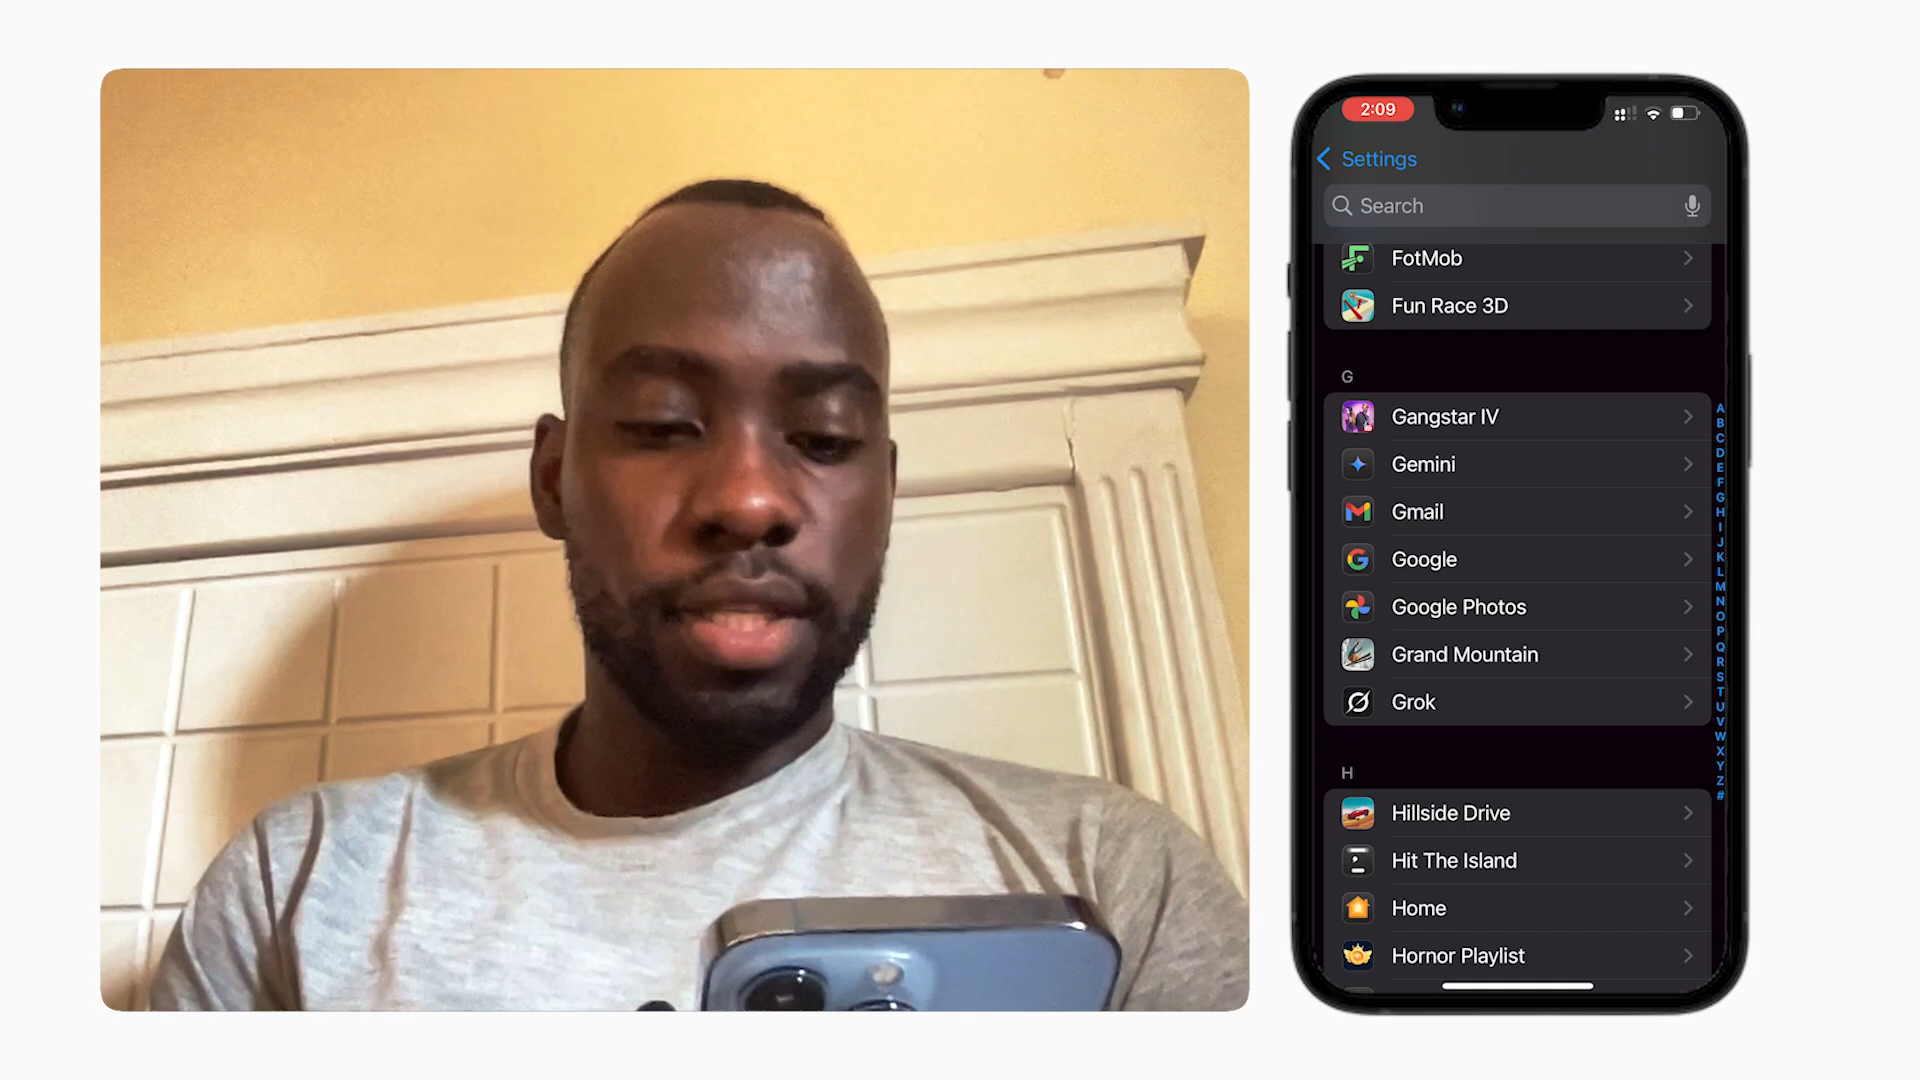 2:09
Settings
Search
FotMob
Fun Race 3D
G
Gangstar IV
Gemini
Gmail
Google
Google Photos
Grand Mountain
Grok
H
Hillside Drive
Hit The Island
Home
Hornor Playlist
A
B
C
D
E
F
G
H
I
J
K
L
M
N
O
P
Q
R
S
T
U
V
W
X
Y
Z
#